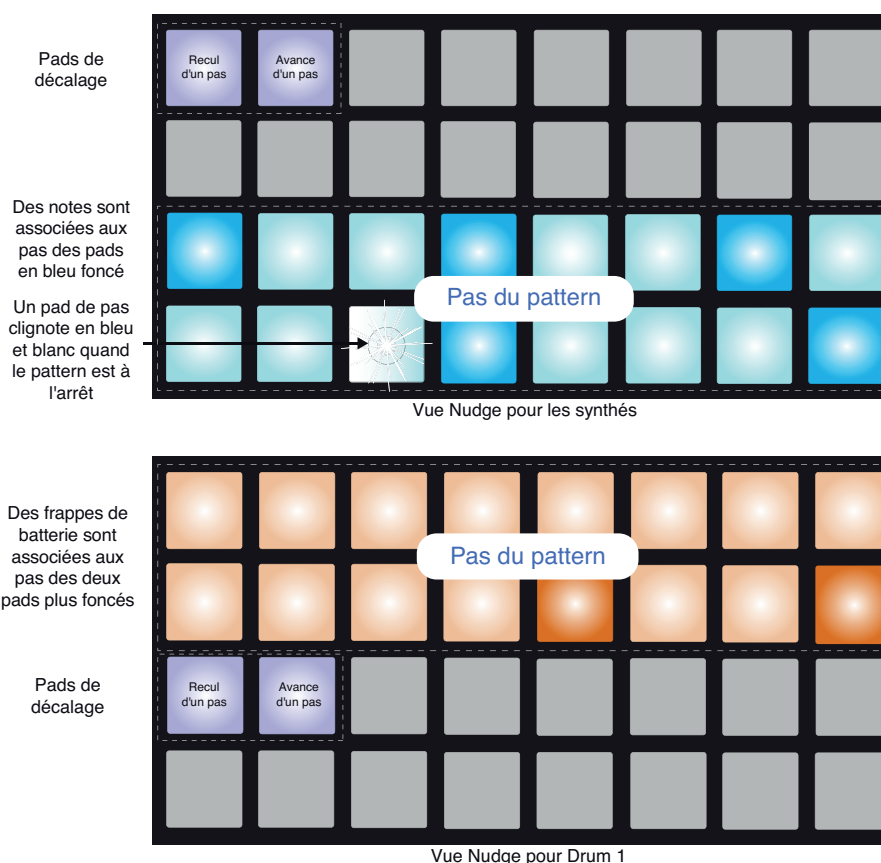 Pads de
décalage
Recul
d'un pas
Avance
d'un pas
Des notes sont
associées aux
pas des pads
en bleu foncé
Pas du pattern
Un pad de pas
clignote en bleu
et blanc quand
le pattern est à
l'arrêt
Vue Nudge pour les synthés
Des frappes de
batterie sont
associées aux
pas des deux
pads plus foncés
Pas du pattern
Pads de
décalage
Recul
d'un pas
Avance
d'un pas
Vue Nudge pour Drum 1